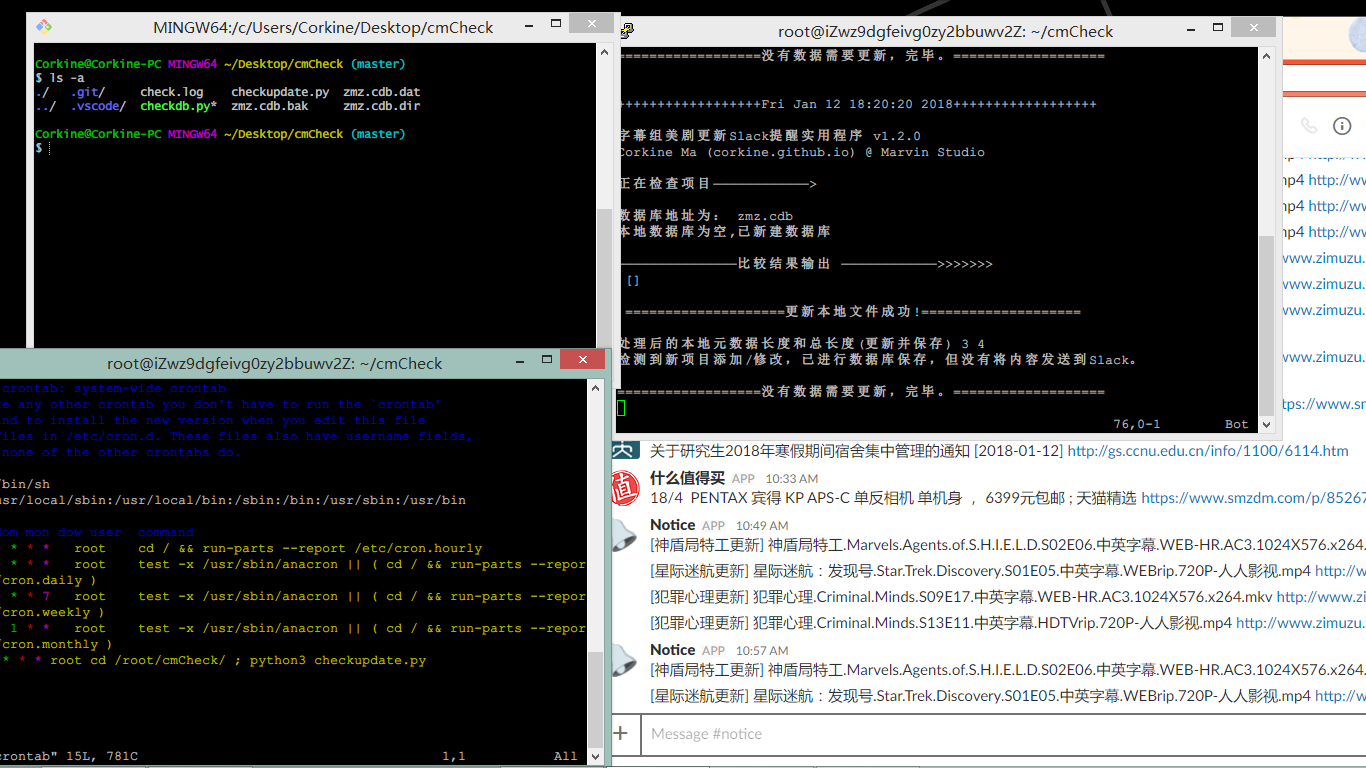 MINGW64:/c/Users/Corkine/Desktop/cmCheck
Corkine@Corkine-PC MINGW64 ~/Desktop/cmCheck (master)
$ ls -a
./ .git/ check.log checkupdate.py zmz.cdb.dat
../ .vscode/ checkdb.py* zmz.cdb.bak zmz.cdb.dir
Corkine@Corkine-PC MINGW64 ~/Desktop/cmCheck (master)
$
root@iZwz9dgfeivg0zy2bbuwv2Z: ~/cmCheck
==================没有数据需要更新，完毕。===================
++++++++++++++++++Fri Jan 12 18:20:20 2018++++++++++++++++++
字幕组美剧更新Slack提醒实用程序 v1.2.0
Corkine Ma (corkine.github.io) @ Marvin Studio
正在检查项目————————————>
数据库地址为： zmz.cdb
本地数据库为空,已新建数据库
———————————————比较结果输出 ————————————>>>>>>>
[]
====================更新本地文件成功!====================
处理后的本地元数据长度和总长度(更新并保存) 3 4
检测到新项目添加/修改，已进行数据库保存，但没有将内容发送到Slack。
==================没有数据需要更新，完毕。===================
76,0-1 Bot
root@iZwz9dgfeivg0zy2bbuwv2Z: ~/cmCheck
crontab: system-wide crontab
any other crontab you don't have to run the `crontab'
to install the new version when you edit this file
in /etc/cron.d. These files also have username fields,
none of the other crontabs do.
/bin/sh
/local/sbin:/usr/local/bin:/sbin:/bin:/usr/sbin:/usr/bin
mon dow user command
* * * root cd / && run-parts --report /etc/cron.hourly
* * * root test -x /usr/sbin/anacron || ( cd / && run-parts --repor
/cron.daily )
* * 7 root test -x /usr/sbin/anacron || ( cd / && run-parts --repor
/cron.weekly )
1 * * root test -x /usr/sbin/anacron || ( cd / && run-parts --repor
/cron.monthly )
* * * root cd /root/cmCheck/ ; python3 checkupdate.py
crontab" 15L, 781C 1,1 All
mp4 http://ww
mp4 http://ww
mp4 http://ww
www.zimuzu.
www.zimuzu.
www.zimuzu.
www.zimuzu.
tps://www.sm
www.zimuzu.
关于研究生2018年寒假期间宿舍集中管理的通知 [2018-01-12] http://gs.ccnu.edu.cn/info/1100/6114.htm
值
什么值得买 APP 10:33 AM
18/4 PENTAX 宾得 KP APS-C 单反相机 单机身 ， 6399元包邮 ; 天猫精选 https://www.smzdm.com/p/85267
Notice APP 10:49 AM
[神盾局特工更新] 神盾局特工.Marvels.Agents.of.S.H.I.E.L.D.S02E06.中英字幕.WEB-HR.AC3.1024X576.x264.
[星际迷航更新] 星际迷航：发现号.Star.Trek.Discovery.S01E05.中英字幕.WEBrip.720P-人人影视.mp4 http://w
[犯罪心理更新] 犯罪心理.Criminal.Minds.S09E17.中英字幕.WEB-HR.AC3.1024X576.x264.mkv http://www.zi
[犯罪心理更新] 犯罪心理.Criminal.Minds.S13E11.中英字幕.HDTVrip.720P-人人影视.mp4 http://www.zimuzu.
Notice APP 10:57 AM
[神盾局特工更新] 神盾局特工.Marvels.Agents.of.S.H.I.E.L.D.S02E06.中英字幕.WEB-HR.AC3.1024X576.x264.
[星际迷航更新] 星际迷航：发现号.Star.Trek.Discovery.S01E05.中英字幕.WEBrip.720P-人人影视.mp4 http://w
Message #notice